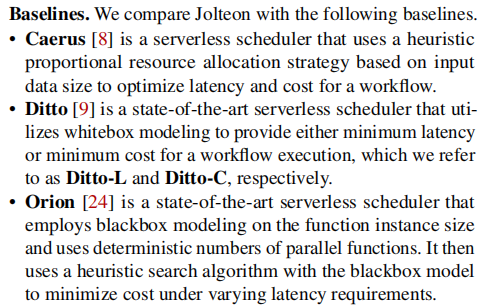 Baselines. We compare Jolteon with the following baselines.
• Caerus [8] is a serverless scheduler that uses a heuristic
proportional resource allocation strategy based on input
data size to optimize latency and cost for a workflow.
• Ditto [9] is a state-of-the-art serverless scheduler that uti-
lizes whitebox modeling to provide either minimum latency
or minimum cost for a workflow execution, which we refer
to as Ditto-L and Ditto-C, respectively.
• Orion [24] is a state-of-the-art serverless scheduler that
employs blackbox modeling on the function instance size
and uses deterministic numbers of parallel functions. It then
uses a heuristic search algorithm with the blackbox model
to minimize cost under varying latency requirements.